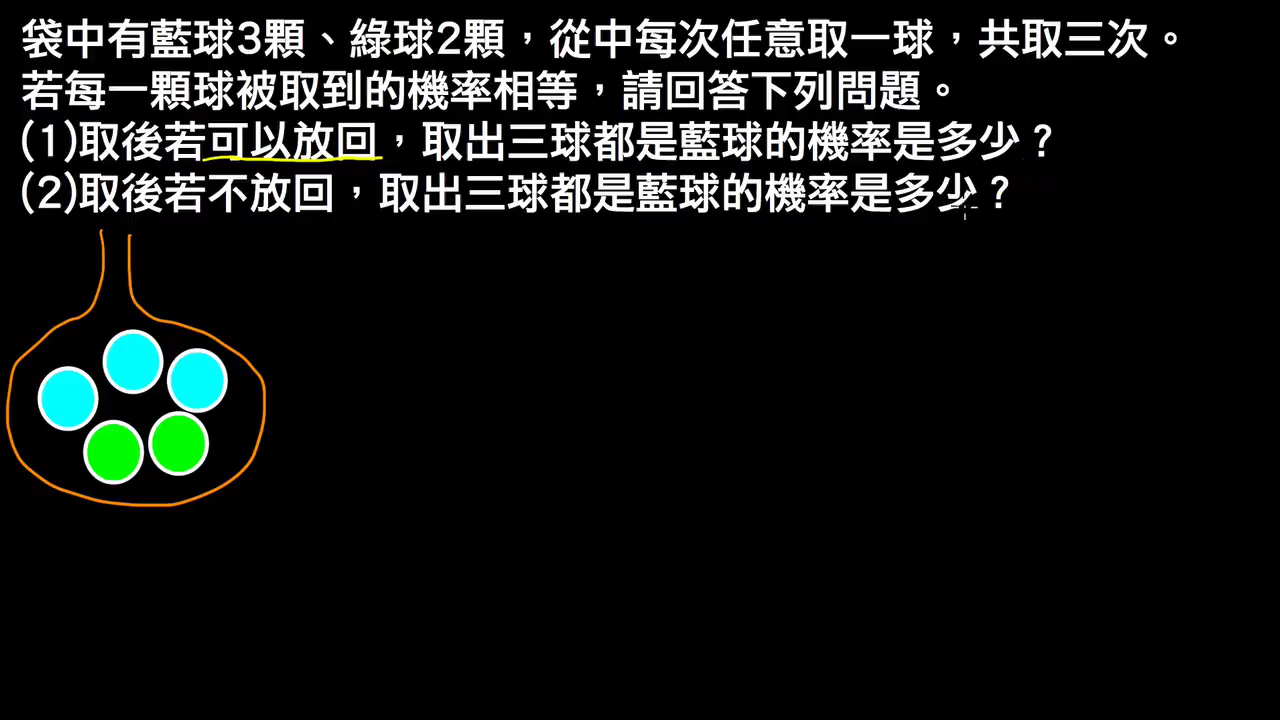 袋中有藍球3顆、綠球2顆，從中每次任意取一球，共取三次。
若每一顆球被取到的機率相等，請回答下列問題。
(1)取後若可以放回，取出三球都是藍球的機率是多少？
(2)取後若不放回，取出三球都是藍球的機率是多少？